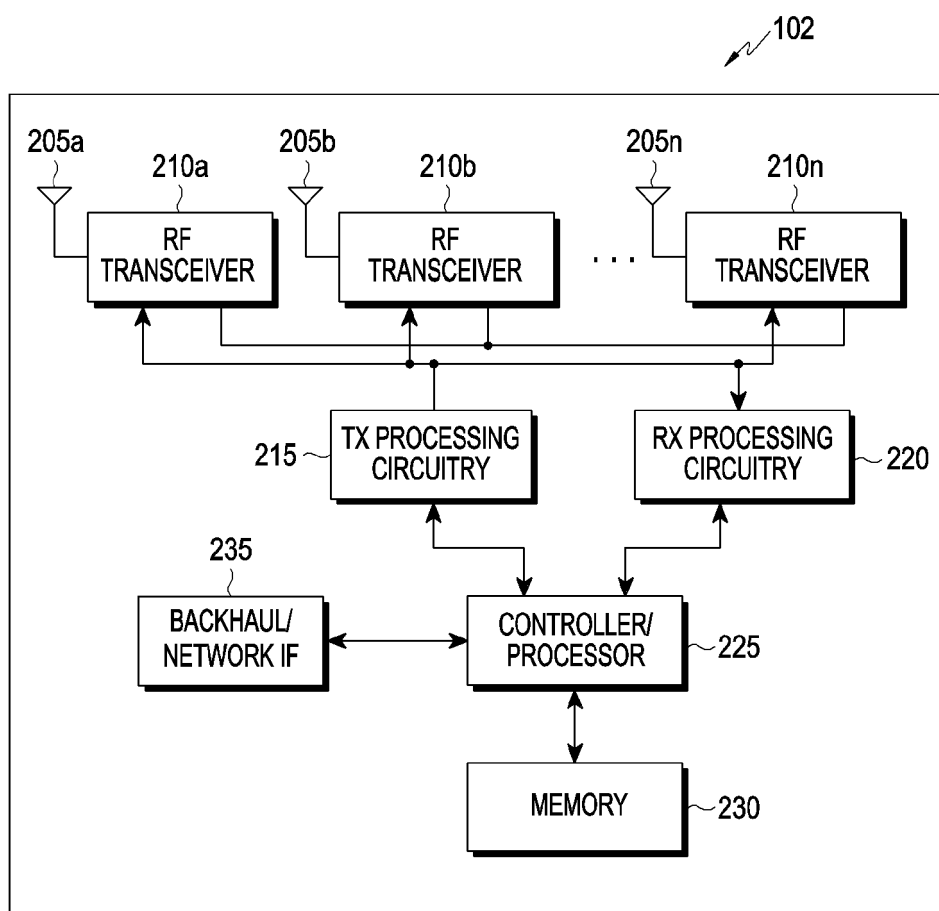 102
205a
205b
205n
210a
210b
210n
RF
TRANSCEIVER
RF
TRANSCEIVER
. . .
RF
TRANSCEIVER
215
TX PROCESSING
CIRCUITRY
RX PROCESSING
CIRCUITRY
220
235
BACKHAUL/
NETWORK IF
CONTROLLER/
PROCESSOR
225
MEMORY
230